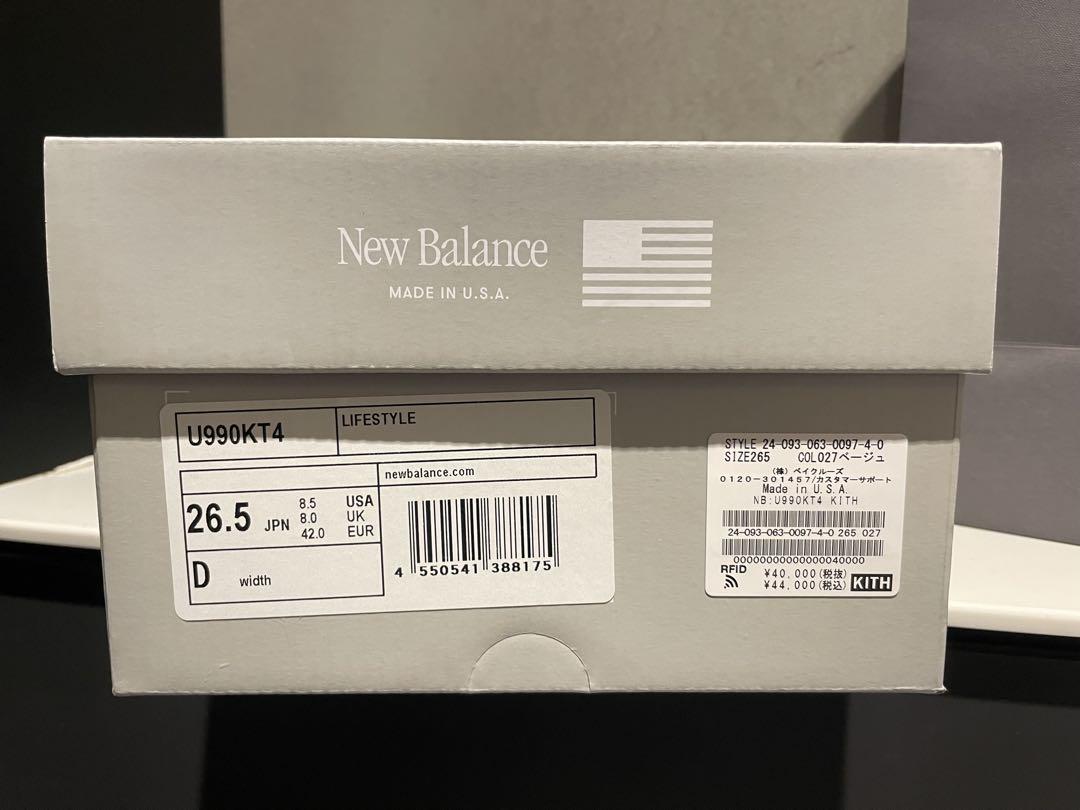 New Balance
MADE IN U.S.A.
U990KT4
LIFESTYLE
newbalance.com
26.5 JPN
8.5 USA
8.0 UK
42.0 EUR
D width
4 550541 388175
STYLE 24-093-063-0097-4-0
SIZE265 COL027ベージュ
(株)ベイクルーズ
0120-301457/カスタマーサポート
Made in U.S.A.
NB:U990KT4 KITH
24-093-063-0097-4-0 265 027
00000000000000040000
RFID
¥40,000(税抜)
¥44,000(税込)
KITH